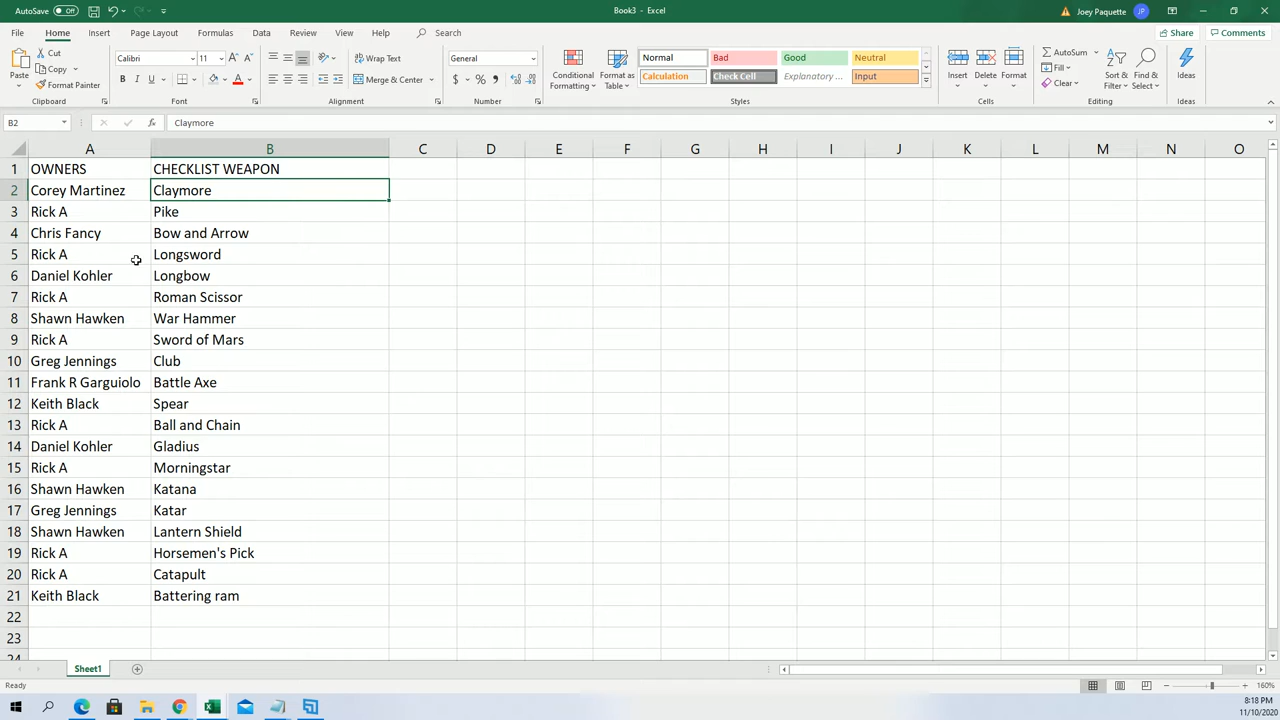 AutoSave Off Book3 - Excel Joey Paquette JP
File Home Insert Page Layout Formulas Data Review View Help Search Share Comments
Paste Cut Copy Format Painter Clipboard
Calibri 11 A A B I U A Font
Wrap Text Merge & Center Alignment
General $ % Number
Conditional Formatting Format as Table
Normal Bad Good Neutral
Calculation Check Cell Explanatory ... Input
Styles
Insert Delete Format Cells
AutoSum Fill Clear Sort & Filter Find & Select Editing
Ideas Ideas
B2 fx Claymore
A B C D E F G H I J K L M N O
1 OWNERS CHECKLIST WEAPON
2 Corey Martinez Claymore
3 Rick A Pike
4 Chris Fancy Bow and Arrow
5 Rick A Longsword
6 Daniel Kohler Longbow
7 Rick A Roman Scissor
8 Shawn Hawken War Hammer
9 Rick A Sword of Mars
10 Greg Jennings Club
11 Frank R Garguiolo Battle Axe
12 Keith Black Spear
13 Rick A Ball and Chain
14 Daniel Kohler Gladius
15 Rick A Morningstar
16 Shawn Hawken Katana
17 Greg Jennings Katar
18 Shawn Hawken Lantern Shield
19 Rick A Horsemen's Pick
20 Rick A Catapult
21 Keith Black Battering ram
22
23
24
Sheet1
Ready 160%
8:18 PM
11/10/2020